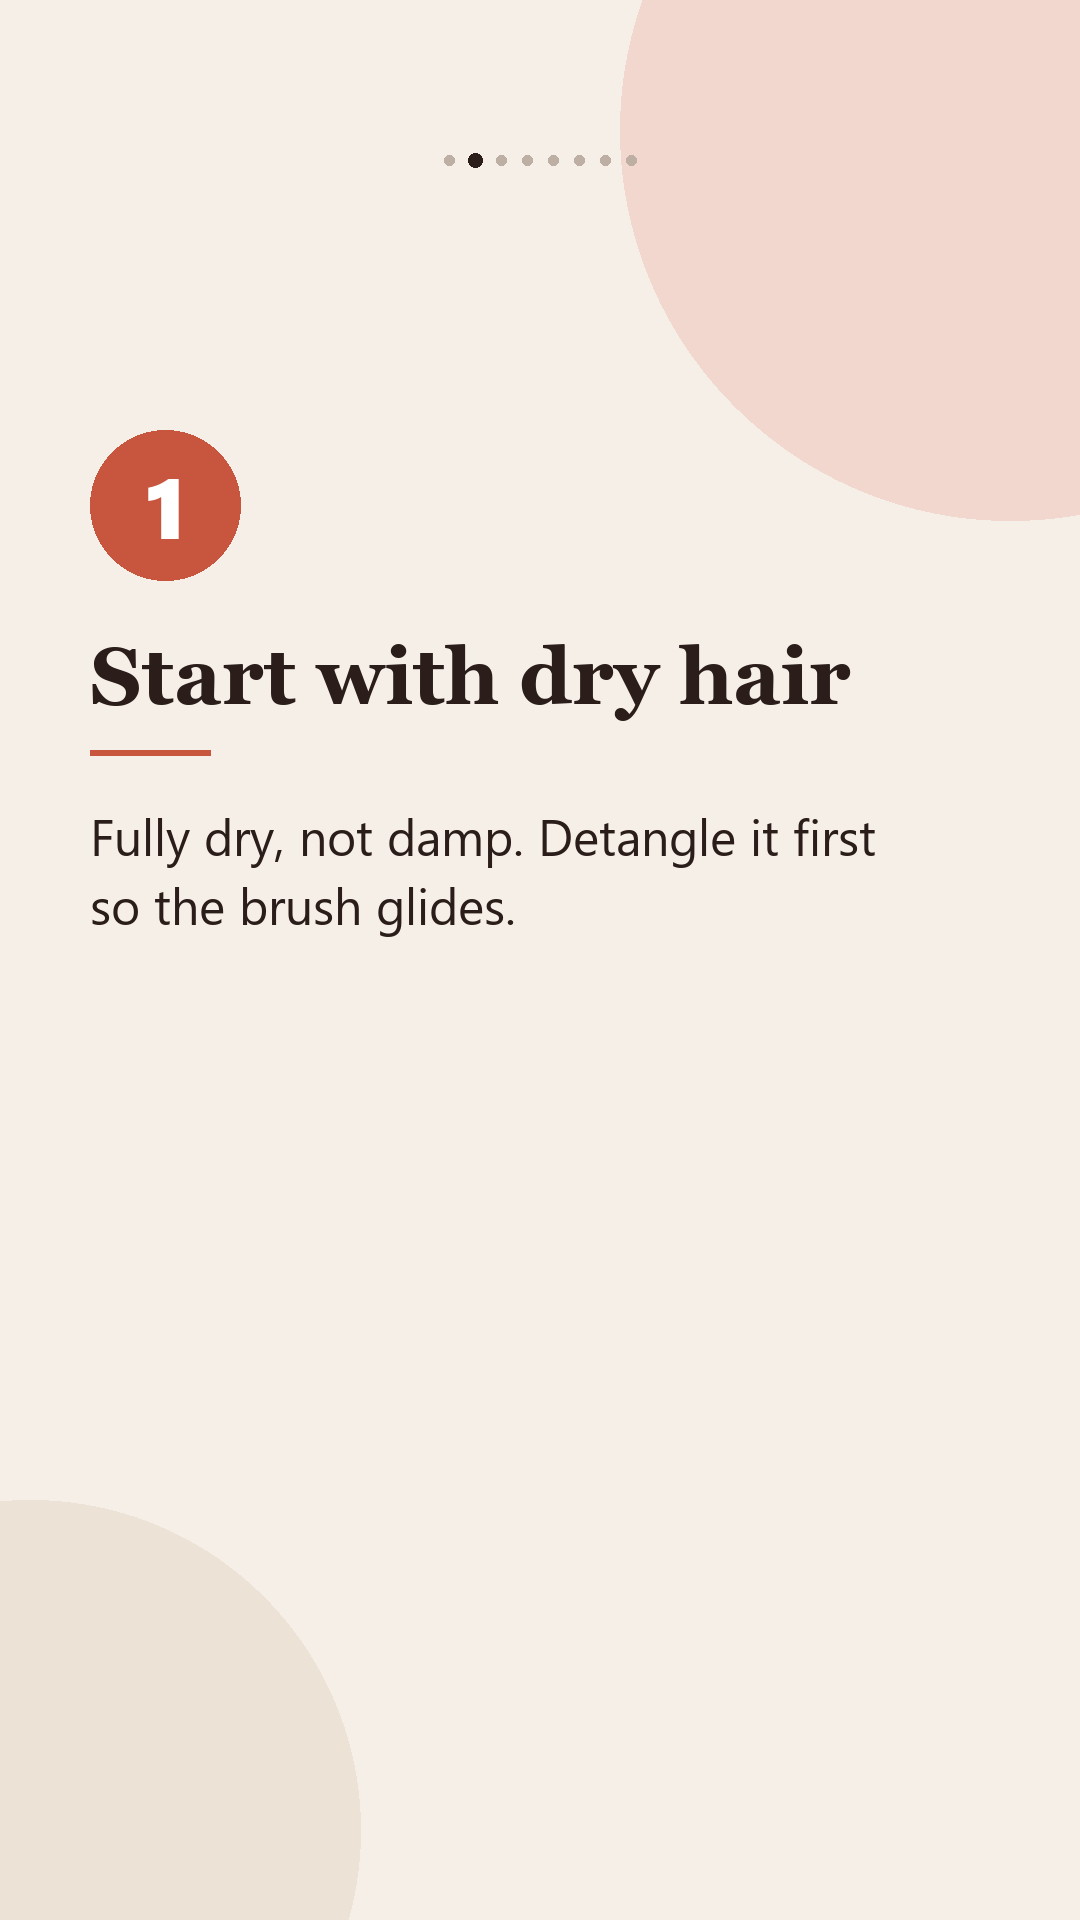 1
Start with dry hair
Fully dry, not damp. Detangle it first
so the brush glides.